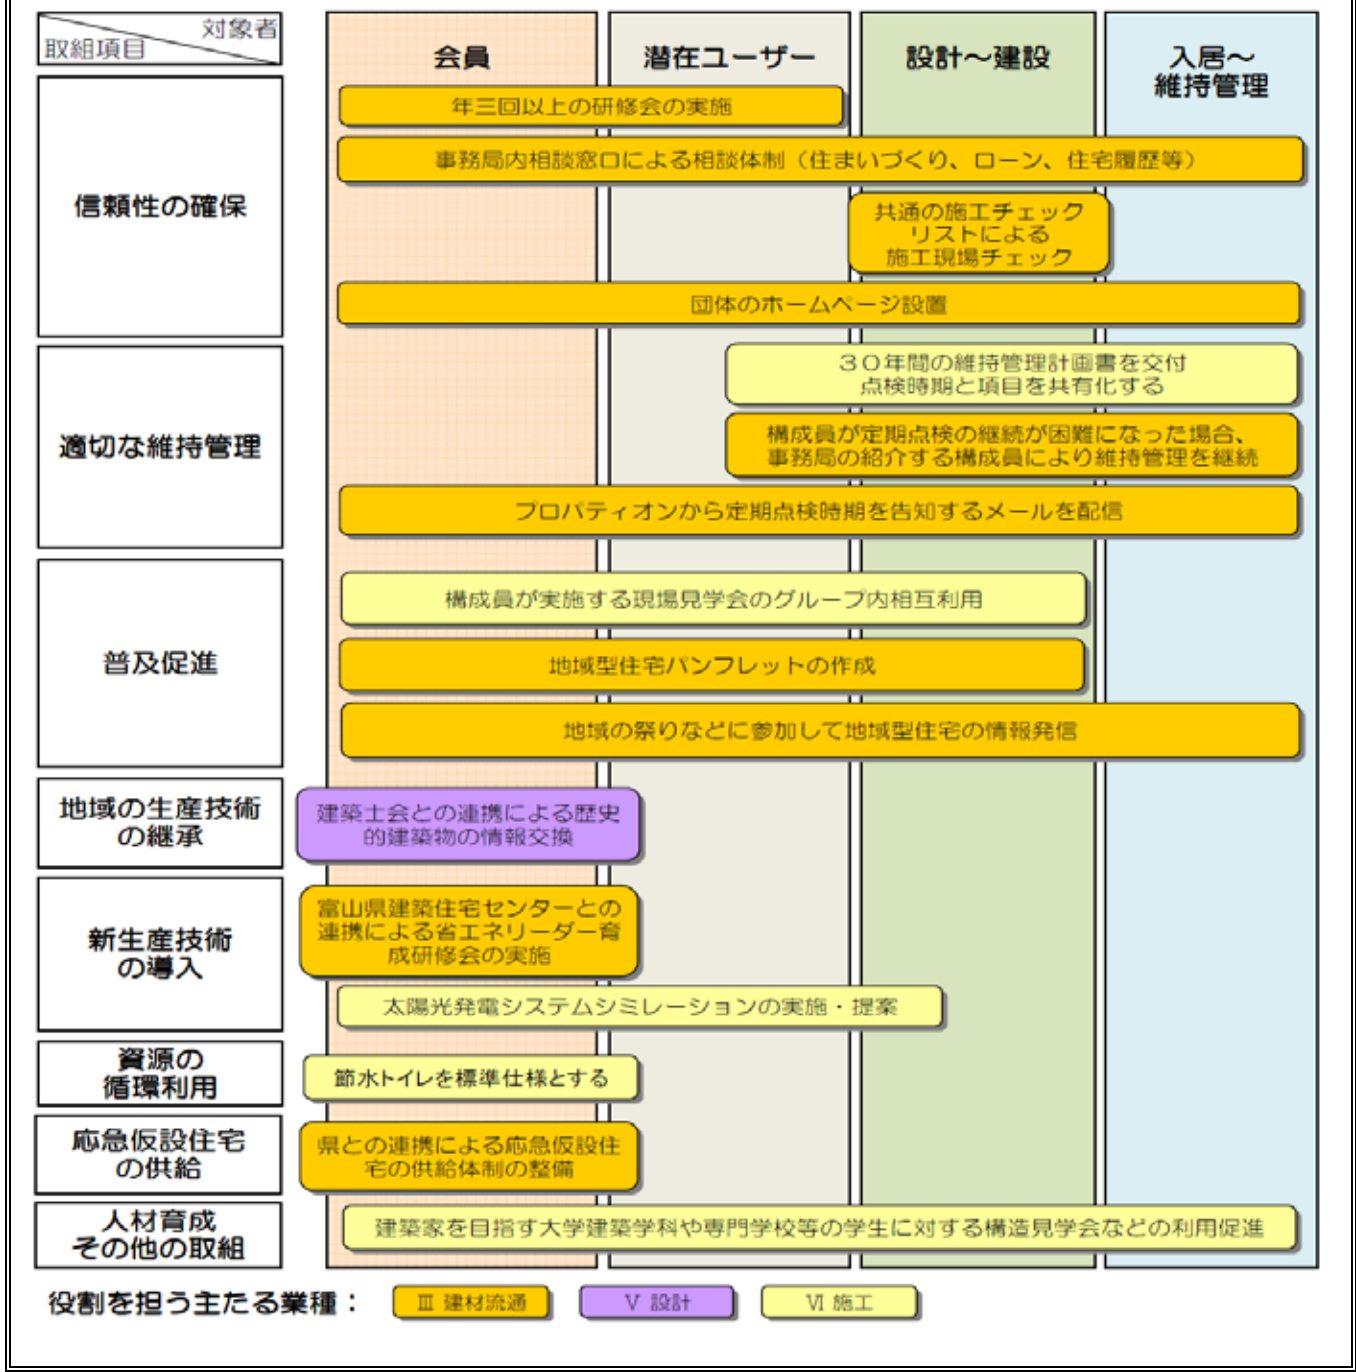 対象者
取組項目
会員
潜在ユーザー
設計～建設
入居～
維持管理
信頼性の確保
年三回以上の研修会の実施
事務局内相談窓口による相談体制（住まいづくり、ローン、住宅履歴等）
共通の施工チェック
リストによる
施工現場チェック
団体のホームページ設置
適切な維持管理
３０年間の維持管理計画書を交付
点検時期と項目を共有化する
構成員が定期点検の継続が困難になった場合、
事務局の紹介する構成員により維持管理を継続
プロパティオンから定期点検時期を告知するメールを配信
普及促進
構成員が実施する現場見学会のグループ内相互利用
地域型住宅パンフレットの作成
地域の祭りなどに参加して地域型住宅の情報発信
地域の生産技術
の継承
建築士会との連携による歴史
的建築物の情報交換
新生産技術
の導入
富山県建築住宅センターとの
連携による省エネリーダー育
成研修会の実施
太陽光発電システムシミレーションの実施・提案
資源の
循環利用
節水トイレを標準仕様とする
応急仮設住宅
の供給
県との連携による応急仮設住
宅の供給体制の整備
人材育成
その他の取組
建築家を目指す大学建築学科や専門学校等の学生に対する構造見学会などの利用促進
役割を担う主たる業種：
Ⅲ 建材流通
Ⅴ 設計
Ⅵ 施工